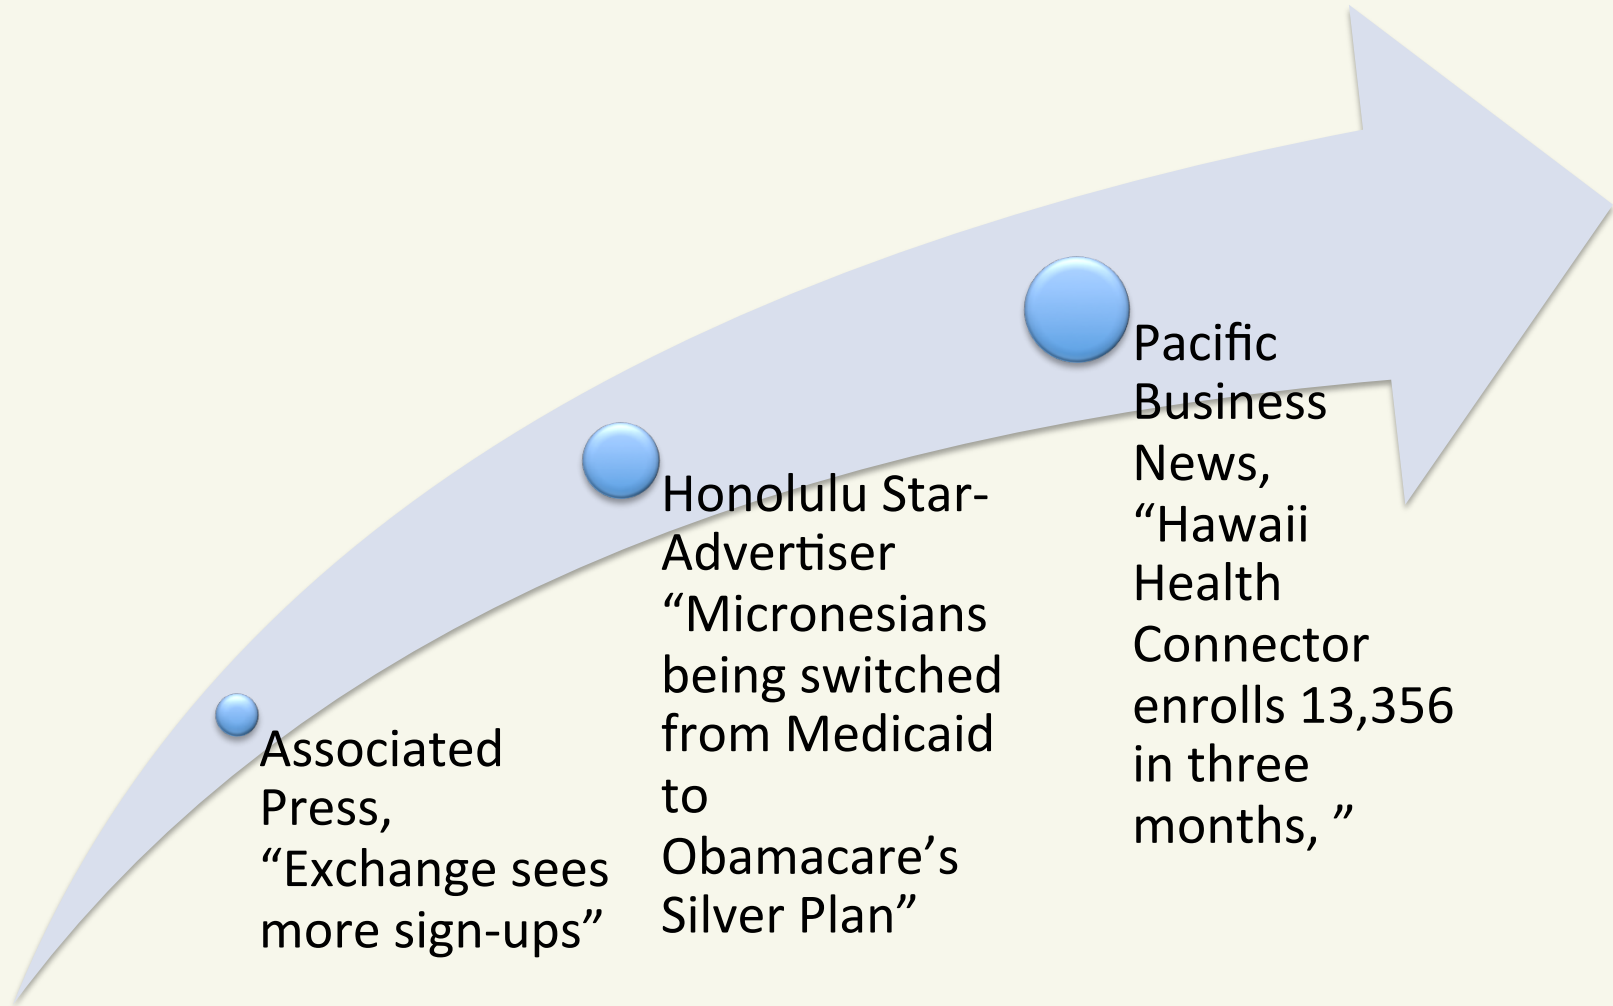 Associated
Press,
“Exchange sees
more sign-ups”
Honolulu Star-
Advertiser
“Micronesians
being switched
from Medicaid
to
Obamacare’s
Silver Plan”
Pacific
Business
News,
“Hawaii
Health
Connector
enrolls 13,356
in three
months, ”